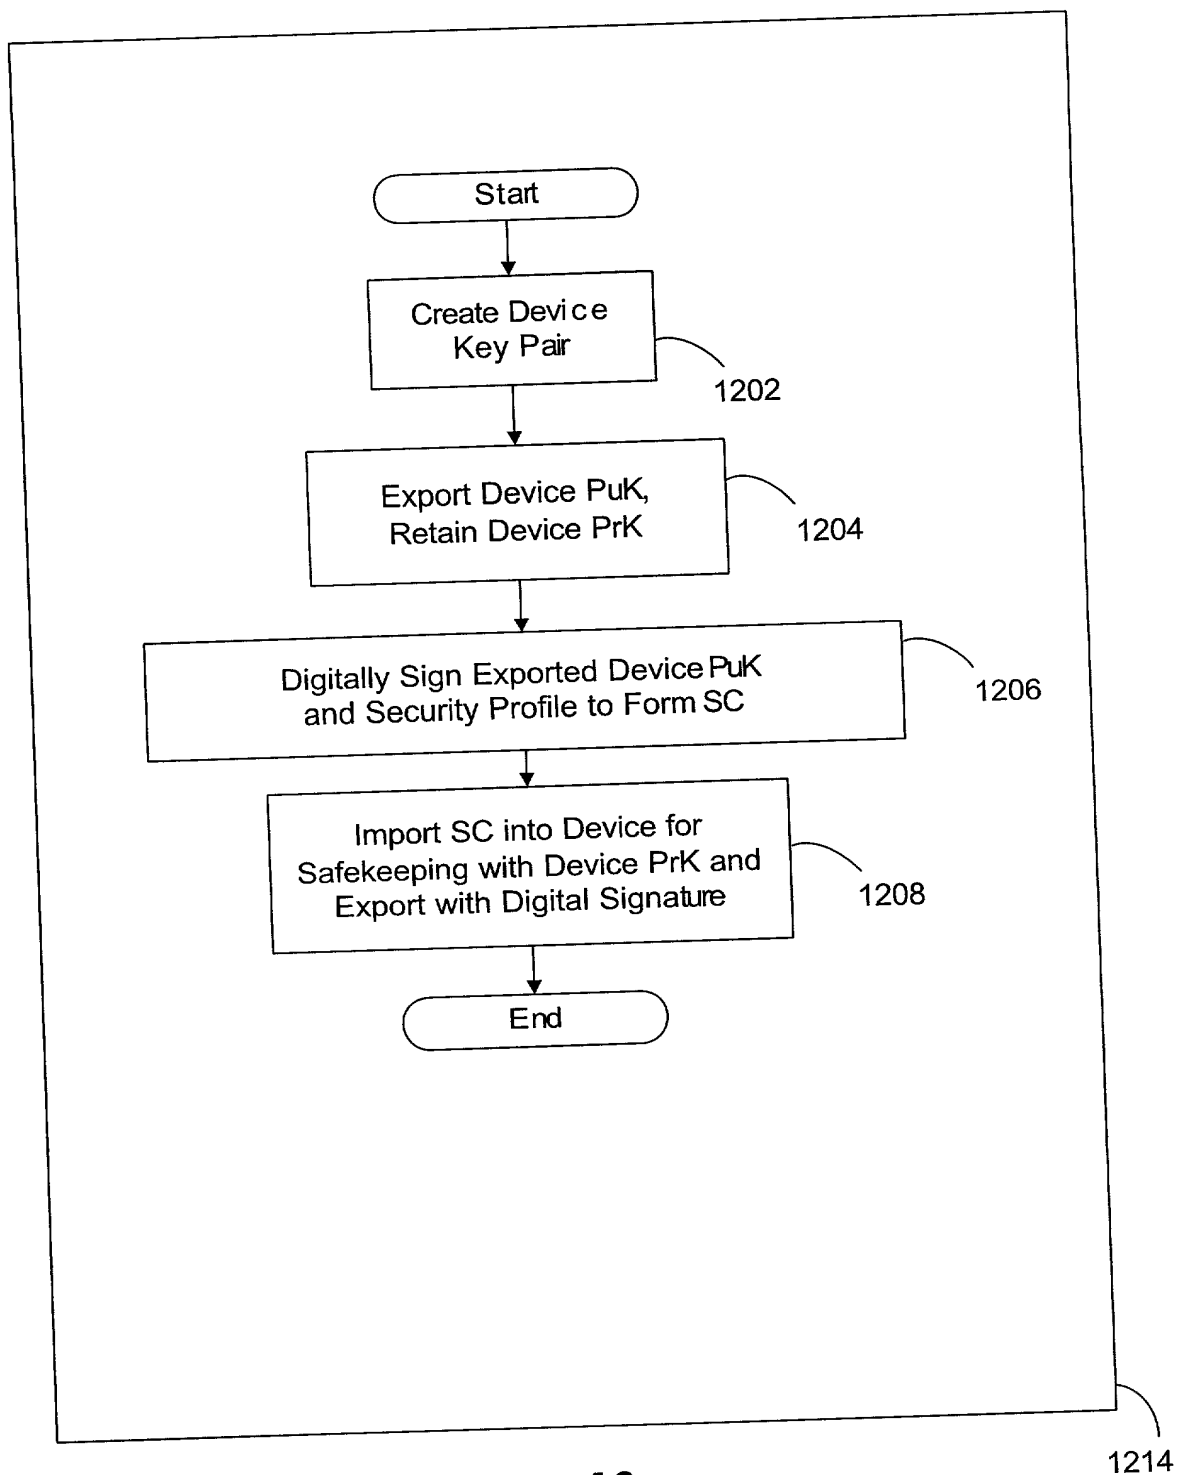 Start
Create Device
Key Pair
1202
Export Device PuK,
Retain Device PrK
1204
Digitally Sign Exported Device PuK
and Security Profile to Form SC
1206
Import SC into Device for
Safekeeping with Device PrK and
Export with Digital Signature
1208
End
1214